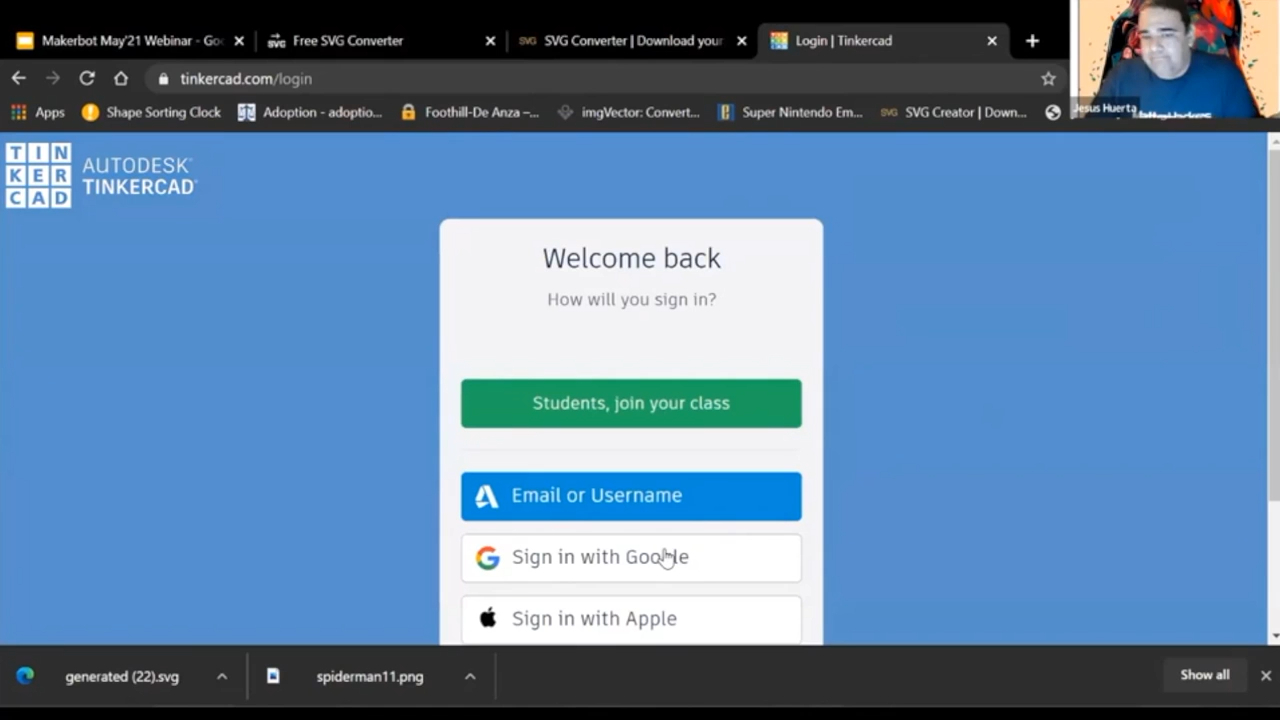 Makerbot May'21 Webinar - Goo
Free SVG Converter
SVG Converter | Download your
Login | Tinkercad
tinkercad.com/login
Apps
Shape Sorting Clock
Adoption - adoptio...
Foothill-De Anza –...
imgVector: Convert...
Super Nintendo Em...
SVG
SVG Creator | Down...
Jesus Huerta
TIN
KER
CAD
AUTODESK
TINKERCAD
Welcome back
How will you sign in?
Students, join your class
Email or Username
Sign in with Google
Sign in with Apple
generated (22).svg
spiderman11.png
Show all